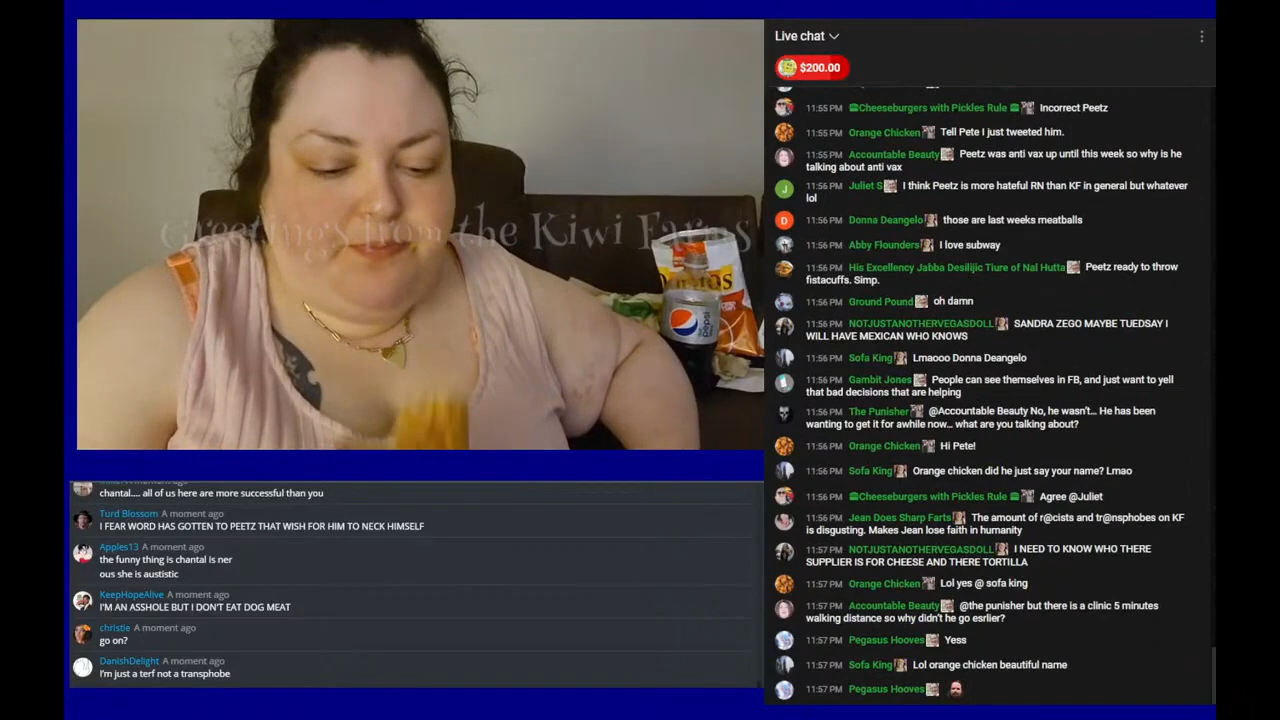 Greetings from the Kiwi Farms
pepsi
chantal.... all of us here are more successful than you
Turd Blossom A moment ago
I FEAR WORD HAS GOTTEN TO PEETZ THAT WISH FOR HIM TO NECK HIMSELF
Apples13 A moment ago
the funny thing is chantal is ner
ous she is austistic
KeepHopeAlive A moment ago
I'M AN ASSHOLE BUT I DON'T EAT DOG MEAT
christie A moment ago
go on?
DanishDelight A moment ago
I'm just a terf not a transphobe
Live chat
$200.00
11:55 PM Cheeseburgers with Pickles Rule Incorrect Peetz
11:55 PM Orange Chicken Tell Pete I just tweeted him.
11:55 PM Accountable Beauty Peetz was anti vax up until this week so why is he
talking about anti vax
J
11:56 PM Juliet S I think Peetz is more hateful RN than KF in general but whatever
lol
D
11:56 PM Donna Deangelo those are last weeks meatballs
11:56 PM Abby Flounders I love subway
11:56 PM His Excellency Jabba Desilijic Tiure of Nal Hutta Peetz ready to throw
fistacuffs. Simp.
11:56 PM Ground Pound oh damn
11:56 PM NOTJUSTANOTHERVEGASDOLL SANDRA ZEGO MAYBE TUEDSAY I
WILL HAVE MEXICAN WHO KNOWS
11:56 PM Sofa King Lmaooo Donna Deangelo
11:56 PM Gambit Jones People can see themselves in FB, and just want to yell
that bad decisions that are helping
11:56 PM The Punisher @Accountable Beauty No, he wasn't... He has been
wanting to get it for awhile now... what are you talking about?
11:56 PM Orange Chicken Hi Pete!
11:56 PM Sofa King Orange chicken did he just say your name? Lmao
11:56 PM Cheeseburgers with Pickles Rule Agree @Juliet
11:56 PM Jean Does Sharp Farts The amount of r@cists and tr@nsphobes on KF
is disgusting. Makes Jean lose faith in humanity
11:57 PM NOTJUSTANOTHERVEGASDOLL I NEED TO KNOW WHO THERE
SUPPLIER IS FOR CHEESE AND THERE TORTILLA
11:57 PM Orange Chicken Lol yes @ sofa king
11:57 PM Accountable Beauty @the punisher but there is a clinic 5 minutes
walking distance so why didn't he go esrlier?
11:57 PM Pegasus Hooves Yess
11:57 PM Sofa King Lol orange chicken beautiful name
11:57 PM Pegasus Hooves